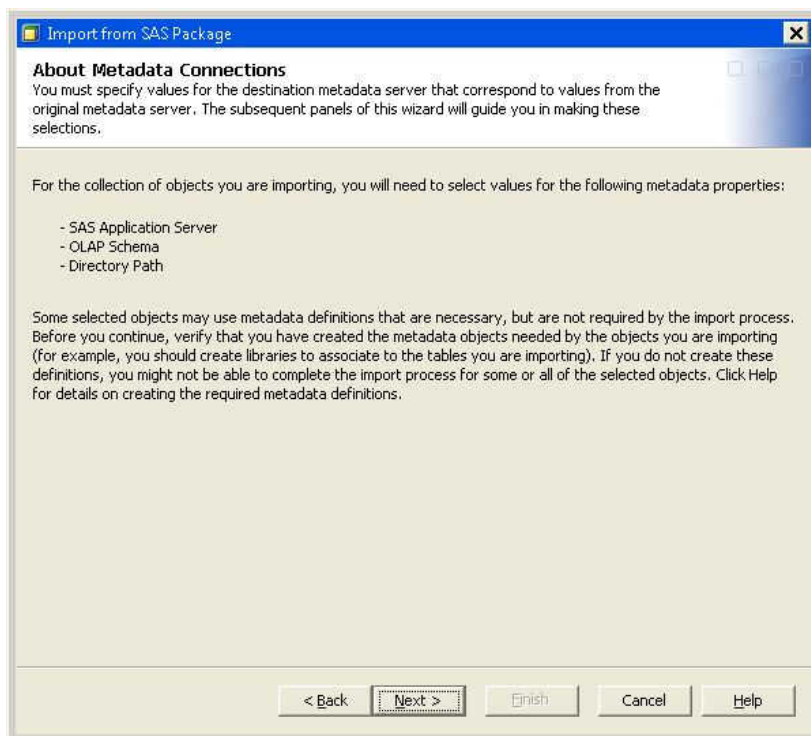 Import from SAS Package
About Metadata Connections
You must specify values for the destination metadata server that correspond to values from the
original metadata server. The subsequent panels of this wizard will guide you in making these
selections.
For the collection of objects you are importing, you will need to select values for the following metadata properties:
- SAS Application Server
- OLAP Schema
- Directory Path
Some selected objects may use metadata definitions that are necessary, but are not required by the import process.
Before you continue, verify that you have created the metadata objects needed by the objects you are importing
(for example, you should create libraries to associate to the tables you are importing). If you do not create these
definitions, you might not be able to complete the import process for some or all of the selected objects. Click Help
for details on creating the required metadata definitions.
< Back Next > Finish Cancel Help